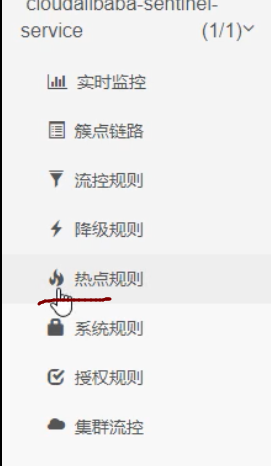 cloudalibaba-sentinel-
service (1/1)
实时监控
簇点链路
流控规则
降级规则
热点规则
系统规则
授权规则
集群流控